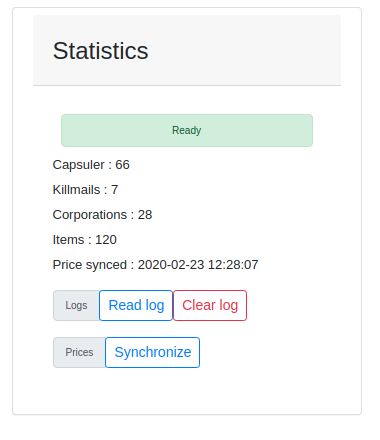 Statistics
Ready
Capsuler : 66
Killmails : 7
Corporations : 28
Items : 120
Price synced : 2020-02-23 12:28:07
Logs Read log Clear log
Prices Synchronize